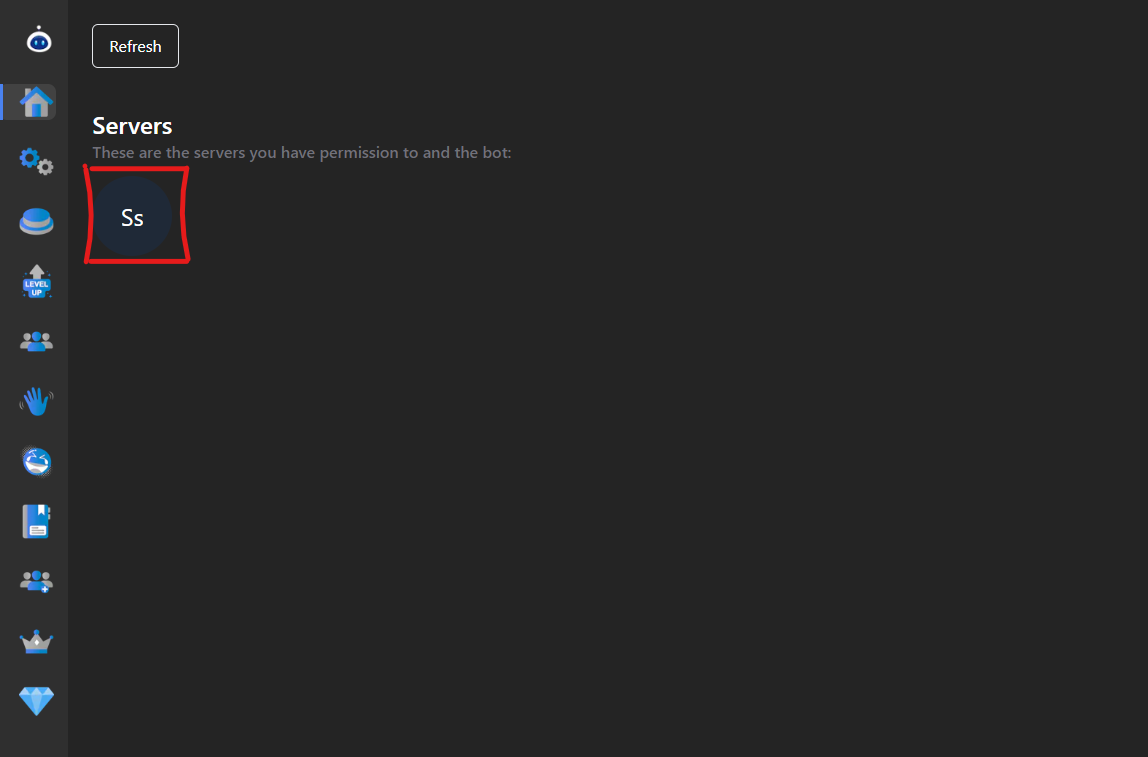 Refresh
Servers
These are the servers you have permission to and the bot:
Ss
LEVEL
UP